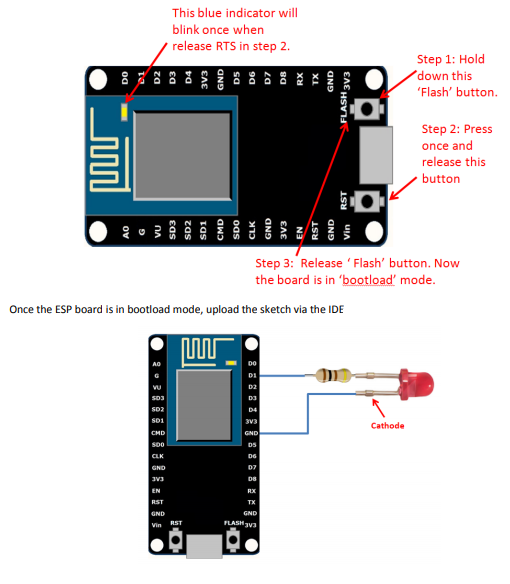 This blue indicator will
blink once when
release RTS in step 2.
Step 1: Hold
down this
‘Flash’ button.
D0 D1 D2 D3 D4 3V3 GND D5 D6 D7 D8 RX TX GND 3V3
FLASH
Step 2: Press
once and
release this
button
RST
A0 G VU SD3 SD2 SD1 CMD SD0 CLK GND 3V3 EN RST GND Vin
Step 3: Release ‘ Flash’ button. Now
the board is in ‘bootload’ mode.
Once the ESP board is in bootload mode, upload the sketch via the IDE
A0 D0
G D1
VU D2
SD3 D3
SD2 D4
SD1 3V3
CMD GND
SD0 D5
CLK D6
GND D7
3V3 D8
EN RX
RST TX
GND GND
Vin RST FLASH 3V3
Cathode